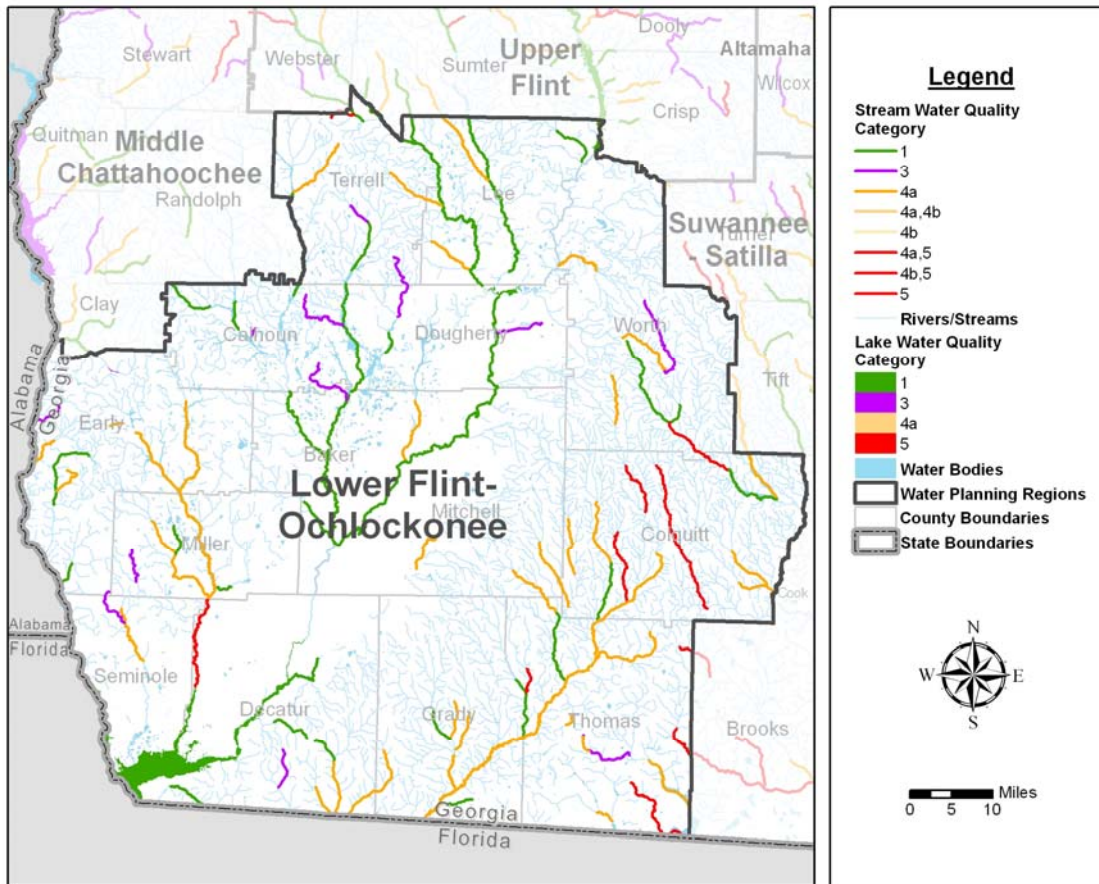 Dooly
Stewart
Webster
Upper
Flint
Sumter
Altamaha
Wilcox
Crisp
Quitman
Middle
Chattahoochee
Randolph
Terrell
Lee
Suwannee
- Satilla
Turner
Clay
Calhoun
Dougherty
Worth
Tift
Alabama
Georgia
Early
Baker
Lower Flint-
Ochlockonee
Mitchell
Miller
Colquitt
Cook
Alabama
Florida
Seminole
Decatur
Grady
Thomas
Brooks
Georgia
Florida
Legend
Stream Water Quality
Category
1
3
4a
4a,4b
4b
4a,5
4b,5
5
Rivers/Streams
Lake Water Quality
Category
1
3
4a
5
Water Bodies
Water Planning Regions
County Boundaries
State Boundaries
N
W
E
S
Miles
0 5 10